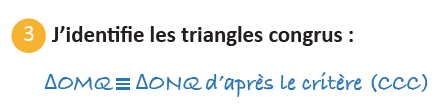 3 J’identifie les triangles congrus :
ΔOMQ ≡ ΔONQ d’après le critère (CCC)